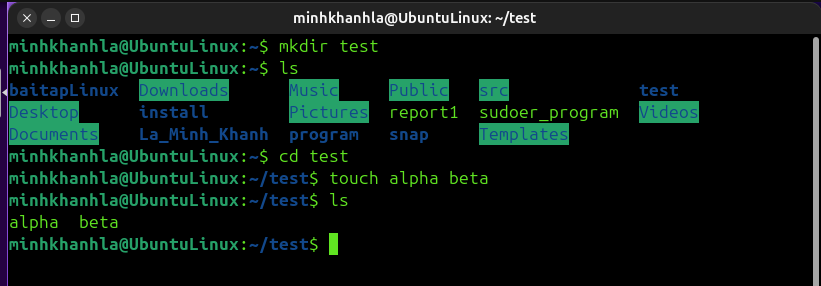 minhkhanhla@UbuntuLinux: ~/test
minhkhanhla@UbuntuLinux:~$ mkdir test
minhkhanhla@UbuntuLinux:~$ ls
baitapLinux  Downloads      Music     Public   src             test
Desktop      install        Pictures  report1  sudoer_program  Videos
Documents    La_Minh_Khanh  program   snap     Templates
minhkhanhla@UbuntuLinux:~$ cd test
minhkhanhla@UbuntuLinux:~/test$ touch alpha beta
minhkhanhla@UbuntuLinux:~/test$ ls
alpha  beta
minhkhanhla@UbuntuLinux:~/test$